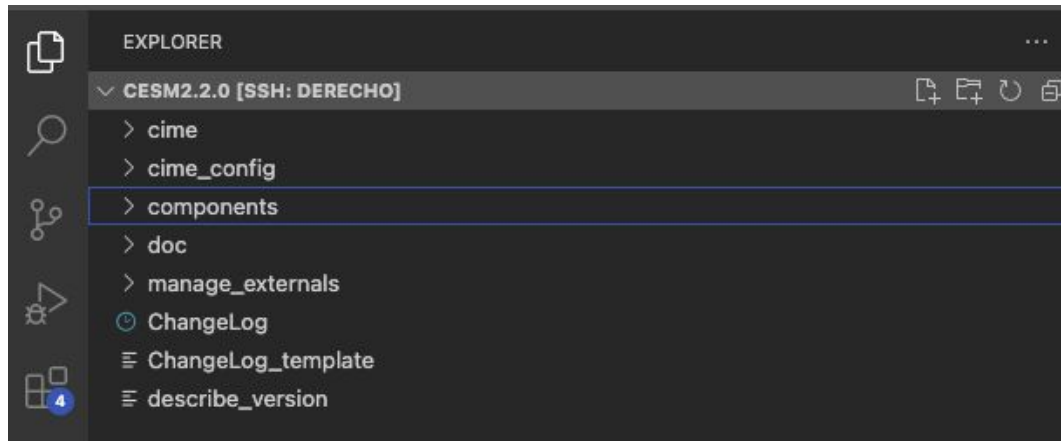 EXPLORER
CESM2.2.0 [SSH: DERECHO]
cime
cime_config
components
doc
manage_externals
ChangeLog
ChangeLog_template
describe_version
4